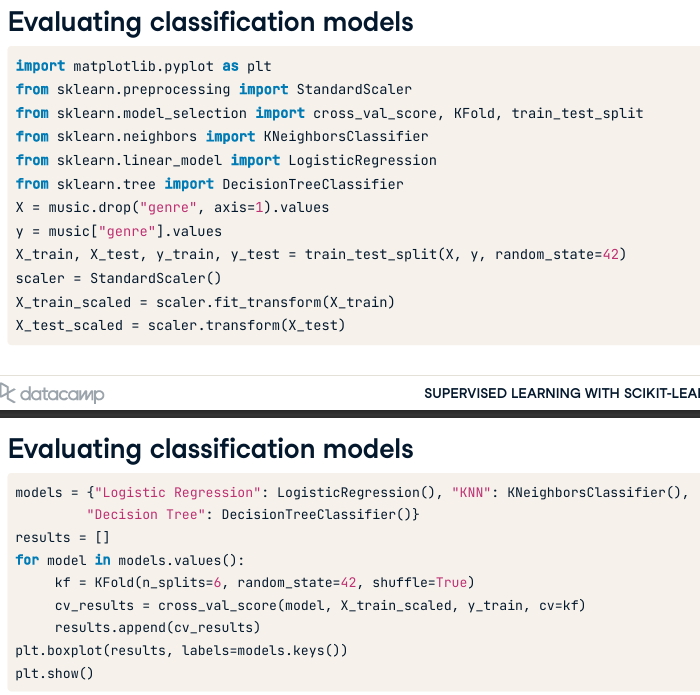 Evaluating classification models
import matplotlib.pyplot as plt
from sklearn.preprocessing import StandardScaler
from sklearn.model_selection import cross_val_score, KFold, train_test_split
from sklearn.neighbors import KNeighborsClassifier
from sklearn.linear_model import LogisticRegression
from sklearn.tree import DecisionTreeClassifier
X = music.drop("genre", axis=1).values
y = music["genre"].values
X_train, X_test, y_train, y_test = train_test_split(X, y, random_state=42)
scaler = StandardScaler()
X_train_scaled = scaler.fit_transform(X_train)
X_test_scaled = scaler.transform(X_test)
datacamp
SUPERVISED LEARNING WITH SCIKIT-LEA
Evaluating classification models
models = {"Logistic Regression": LogisticRegression(), "KNN": KNeighborsClassifier(),
"Decision Tree": DecisionTreeClassifier()}
results = []
for model in models.values():
kf = KFold(n_splits=6, random_state=42, shuffle=True)
cv_results = cross_val_score(model, X_train_scaled, y_train, cv=kf)
results.append(cv_results)
plt.boxplot(results, labels=models.keys())
plt.show()